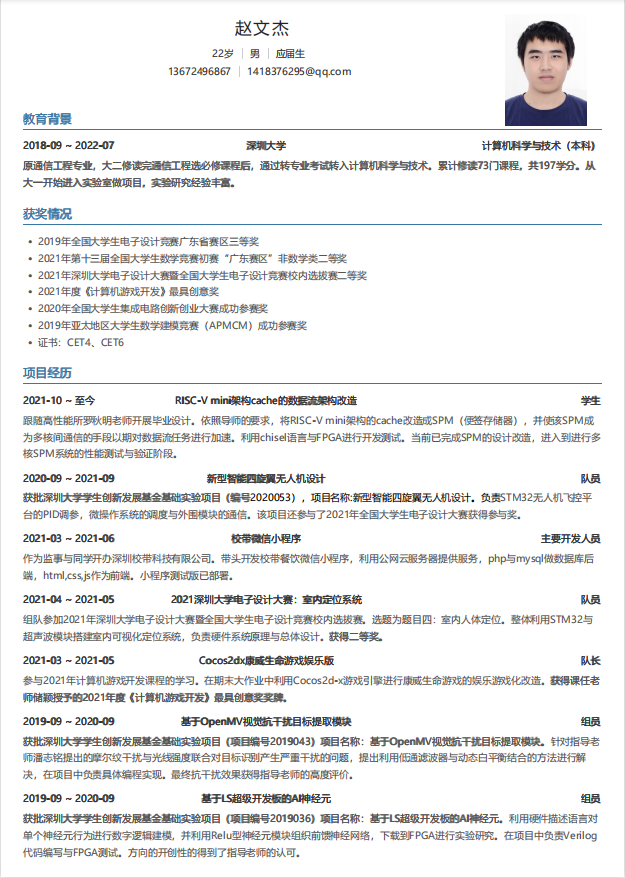 赵文杰
22岁 | 男 | 应届生
13672496867 | 1418376295@qq.com
教育背景
2018-09 ~ 2022-07 深圳大学 计算机科学与技术（本科）
原通信工程专业，大二修读完通信工程选必修课程后，通过转专业考试转入计算机科学与技术。累计修读73门课程，共197学分。从
大一开始进入实验室做项目，实验研究经验丰富。
获奖情况
• 2019年全国大学生电子设计竞赛广东省赛区三等奖
• 2021年第十三届全国大学生数学竞赛初赛“广东赛区”非数学类二等奖
• 2021年深圳大学电子设计大赛暨全国大学生电子设计竞赛校内选拔赛二等奖
• 2021年度《计算机游戏开发》最具创意奖
• 2020年全国大学生集成电路创新创业大赛成功参赛奖
• 2019年亚太地区大学生数学建模竞赛（APMCM）成功参赛奖
• 证书：CET4、CET6
项目经历
2021-10 ~ 至今 RISC-V mini架构cache的数据流架构改造 学生
跟随高性能所罗秋明老师开展毕业设计。依照导师的要求，将RISC-V mini架构的cache改造成SPM（便签存储器），并使该SPM成
为多核间通信的手段以期对数据流任务进行加速。利用chisel语言与FPGA进行开发测试。当前已完成SPM的设计改造，进入到进行多
核SPM系统的性能测试与验证阶段。
2020-09 ~ 2021-09 新型智能四旋翼无人机设计 队员
获批深圳大学学生创新发展基金基础实验项目（编号2020053），项目名称:新型智能四旋翼无人机设计。负责STM32无人机飞控平
台的PID调参，微操作系统的调度与外围模块的通信。该项目还参与了2021年全国大学生电子设计大赛获得参与奖。
2021-03 ~ 2021-06 校带微信小程序 主要开发人员
作为监事与同学开办深圳校带科技有限公司。带头开发校带餐饮微信小程序，利用公网云服务器提供服务，php与mysql做数据库后
端，html,css,js作为前端。小程序测试版已部署。
2021-04 ~ 2021-05 2021深圳大学电子设计大赛：室内定位系统 队员
组队参加2021年深圳大学电子设计大赛暨全国大学生电子设计竞赛校内选拔赛。选题为题目四：室内人体定位。整体利用STM32与
超声波模块搭建室内可视化定位系统，负责硬件系统原理与总体设计。获得二等奖。
2021-03 ~ 2021-05 Cocos2dx康威生命游戏娱乐版 队长
参与2021年计算机游戏开发课程的学习。在期末大作业中利用Cocos2d-x游戏引擎进行康威生命游戏的娱乐游戏化改造。获得课任老
师储颖授予的2021年度《计算机游戏开发》最具创意奖奖牌。
2019-09 ~ 2020-09 基于OpenMV视觉抗干扰目标提取模块 组员
获批深圳大学学生创新发展基金基础实验项目（项目编号2019043）项目名称：基于OpenMV视觉抗干扰目标提取模块。针对指导老
师潘志铭提出的摩尔纹干扰与光线强度联合对目标识别产生严重干扰的问题，提出利用低通滤波器与动态白平衡结合的方法进行解
决，在项目中负责具体编程实现。最终抗干扰效果获得指导老师的高度评价。
2019-09 ~ 2020-09 基于LS超级开发板的AI神经元 组员
获批深圳大学学生创新发展基金基础实验项目（项目编号2019036）项目名称：基于LS超级开发板的AI神经元。利用硬件描述语言对
单个神经元行为进行数字逻辑建模，并利用Relu型神经元模块组织前馈神经网络，下载到FPGA进行实验研究。在项目中负责Verilog
代码编写与FPGA测试。方向的开创性的得到了指导老师的认可。